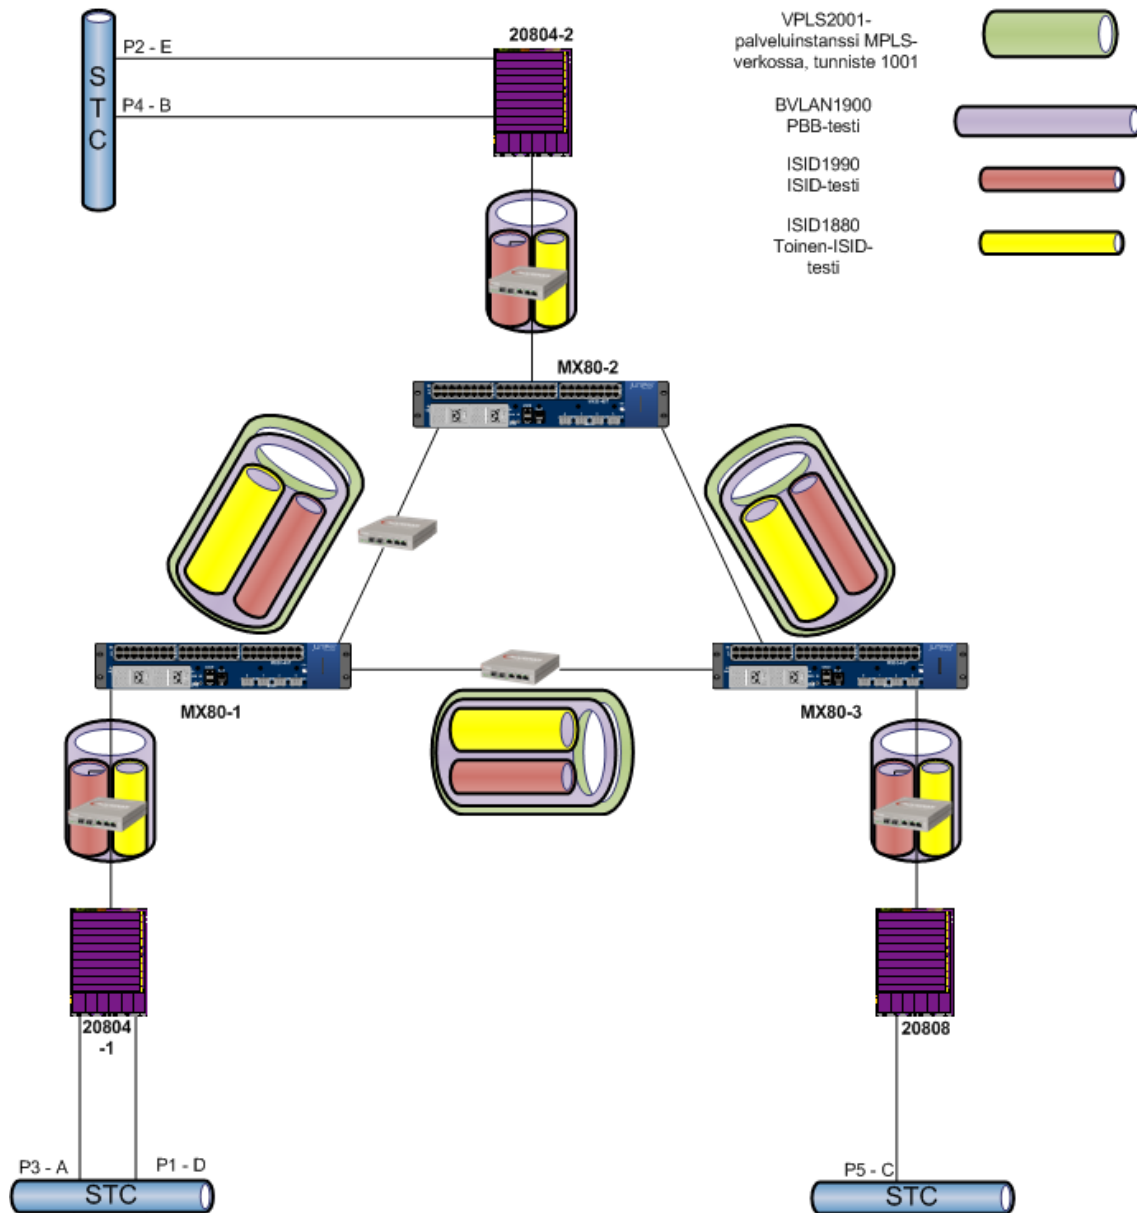 20804-2
P2 - E
P4 - B
STC
VPLS2001-
palveluinstanssi MPLS-
verkossa, tunniste 1001
BVLAN1900
PBB-testi
ISID1990
ISID-testi
ISID1880
Toinen-ISID-
testi
MX80-2
MX80-1
MX80-3
20804
-1
20808
P3 - A
P1 - D
STC
P5 - C
STC